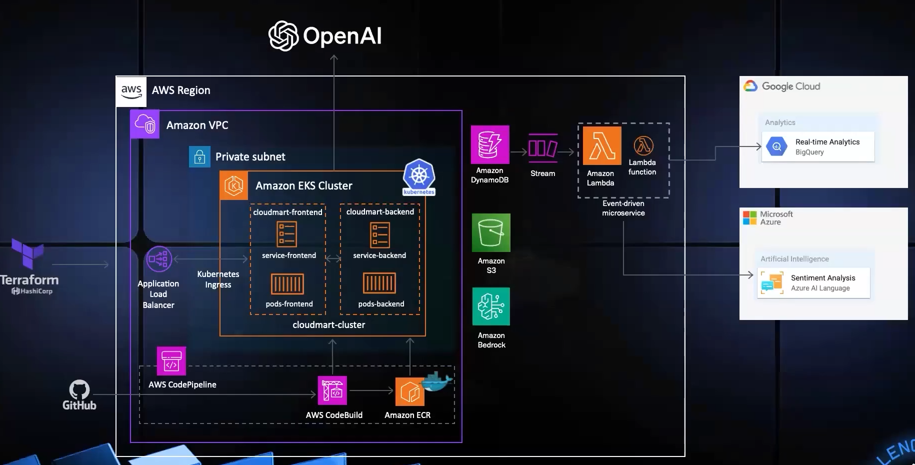 OpenAI
aws
AWS Region
Amazon VPC
Private subnet
Amazon EKS Cluster
kubernetes
cloudmart-frontend
cloudmart-backend
service-frontend
service-backend
pods-frontend
pods-backend
cloudmart-cluster
Terraform
HashiCorp
Application
Load
Balancer
Kubernetes
Ingress
AWS CodePipeline
GitHub
AWS CodeBuild
Amazon ECR
Amazon
DynamoDB
Stream
Amazon
Lambda
Lambda
function
Event-driven
microservice
Amazon
S3
Amazon
Bedrock
Google Cloud
Analytics
Real-time Analytics
BigQuery
Microsoft
Azure
Artificial Intelligence
Sentiment Analysis
Azure AI Language